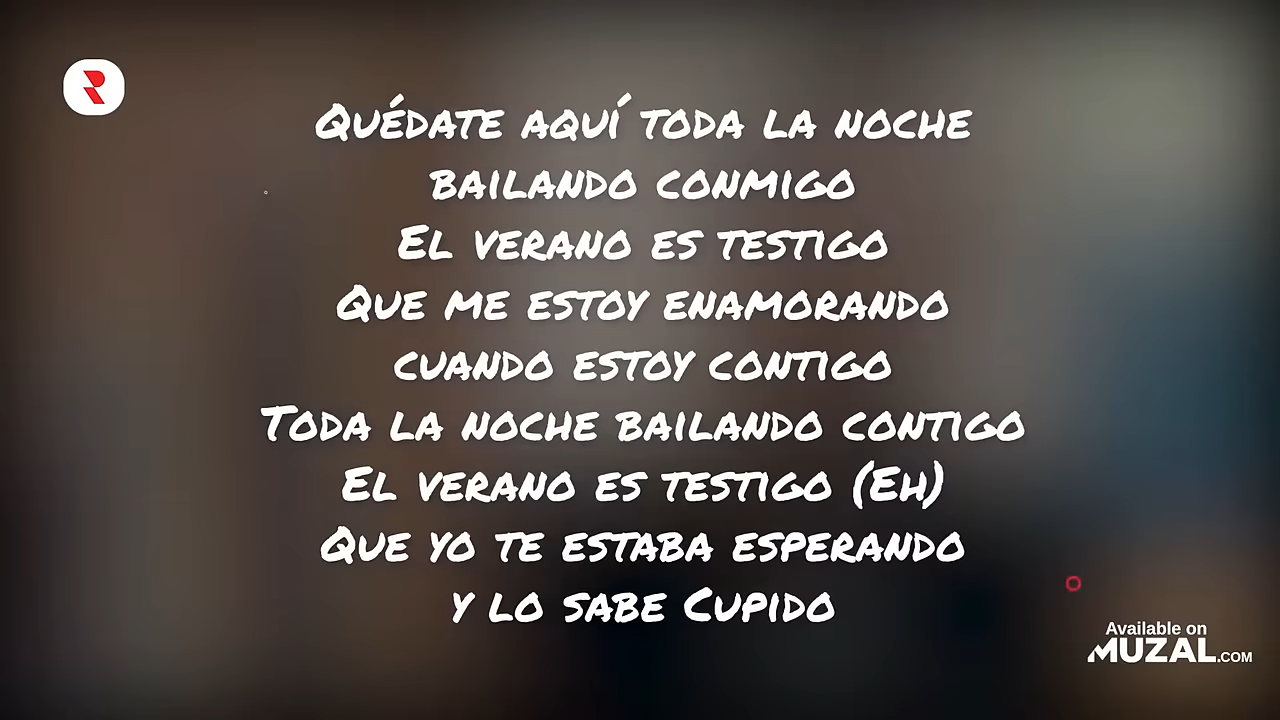 Quédate aquí toda la noche
bailando conmigo
El verano es testigo
Que me estoy enamorando
cuando estoy contigo
Toda la noche bailando contigo
El verano es testigo (Eh)
Que yo te estaba esperando
y lo sabe Cupido
Available on
MUZAL.COM